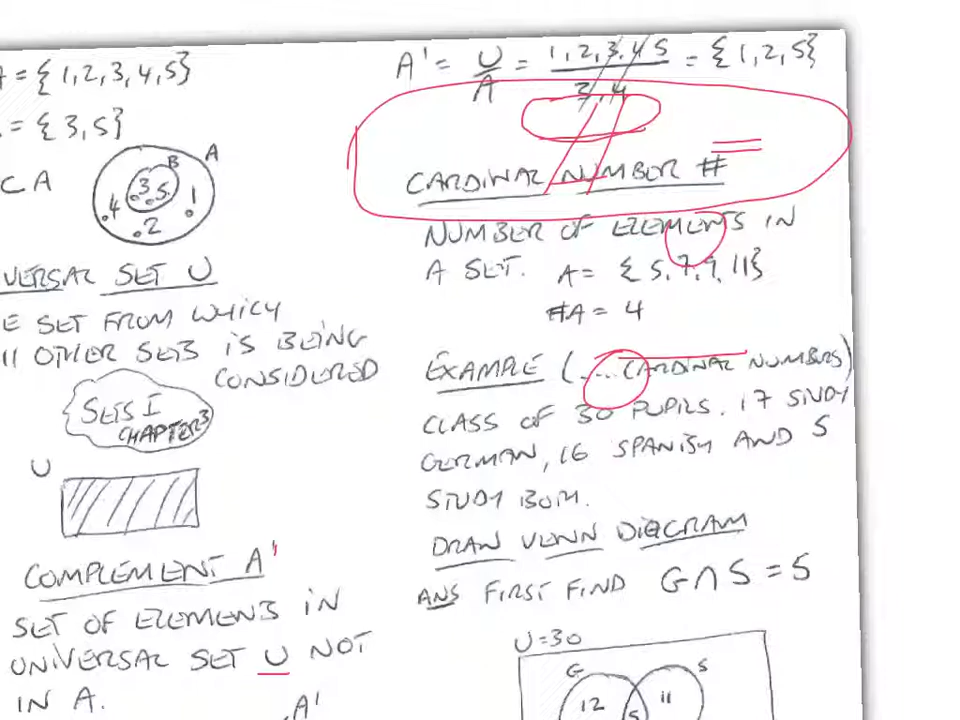 A = {1,2,3,4,5}
= {3,5}
C A
B A
3 5
4 1
2
VERSAL SET U
E SET FROM WHICH
ll OTHER SETS IS BEING
CONSIDERED
SETS I
CHAPTER 3
U
COMPLEMENT A'
SET OF ELEMENTS IN
UNIVERSAL SET U NOT
IN A.
A'
A' = U/A = 1,2,3,4 5 / 3,4 = {1,2,5}
CARDINAL NUMBER #
NUMBER OF ELEMENTS IN
A SET. A = {5,7,9,11}
#A = 4
EXAMPLE (... CARDINAL NUMBERS)
CLASS OF 30 PUPILS. 17 STUDY
GERMAN, 16 SPANISH AND 5
STUDY BOTH.
DRAW VENN DIAGRAM
ANS FIRST FIND G∩S = 5
U=30
G S
12 5 11